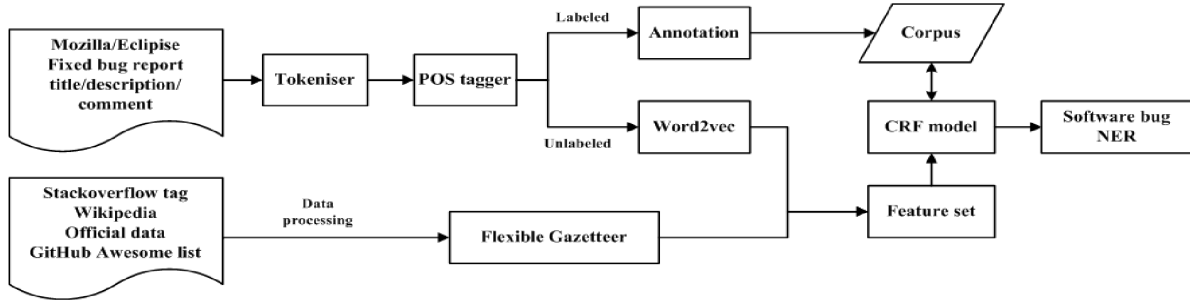 Mozilla/Eclipise
Fixed bug report
title/description/
comment
Tokeniser
POS tagger
Labeled
Annotation
Corpus
Unlabeled
Word2vec
CRF model
Software bug
NER
Stackoverflow tag
Wikipedia
Official data
GitHub Awesome list
Data
processing
Flexible Gazetteer
Feature set